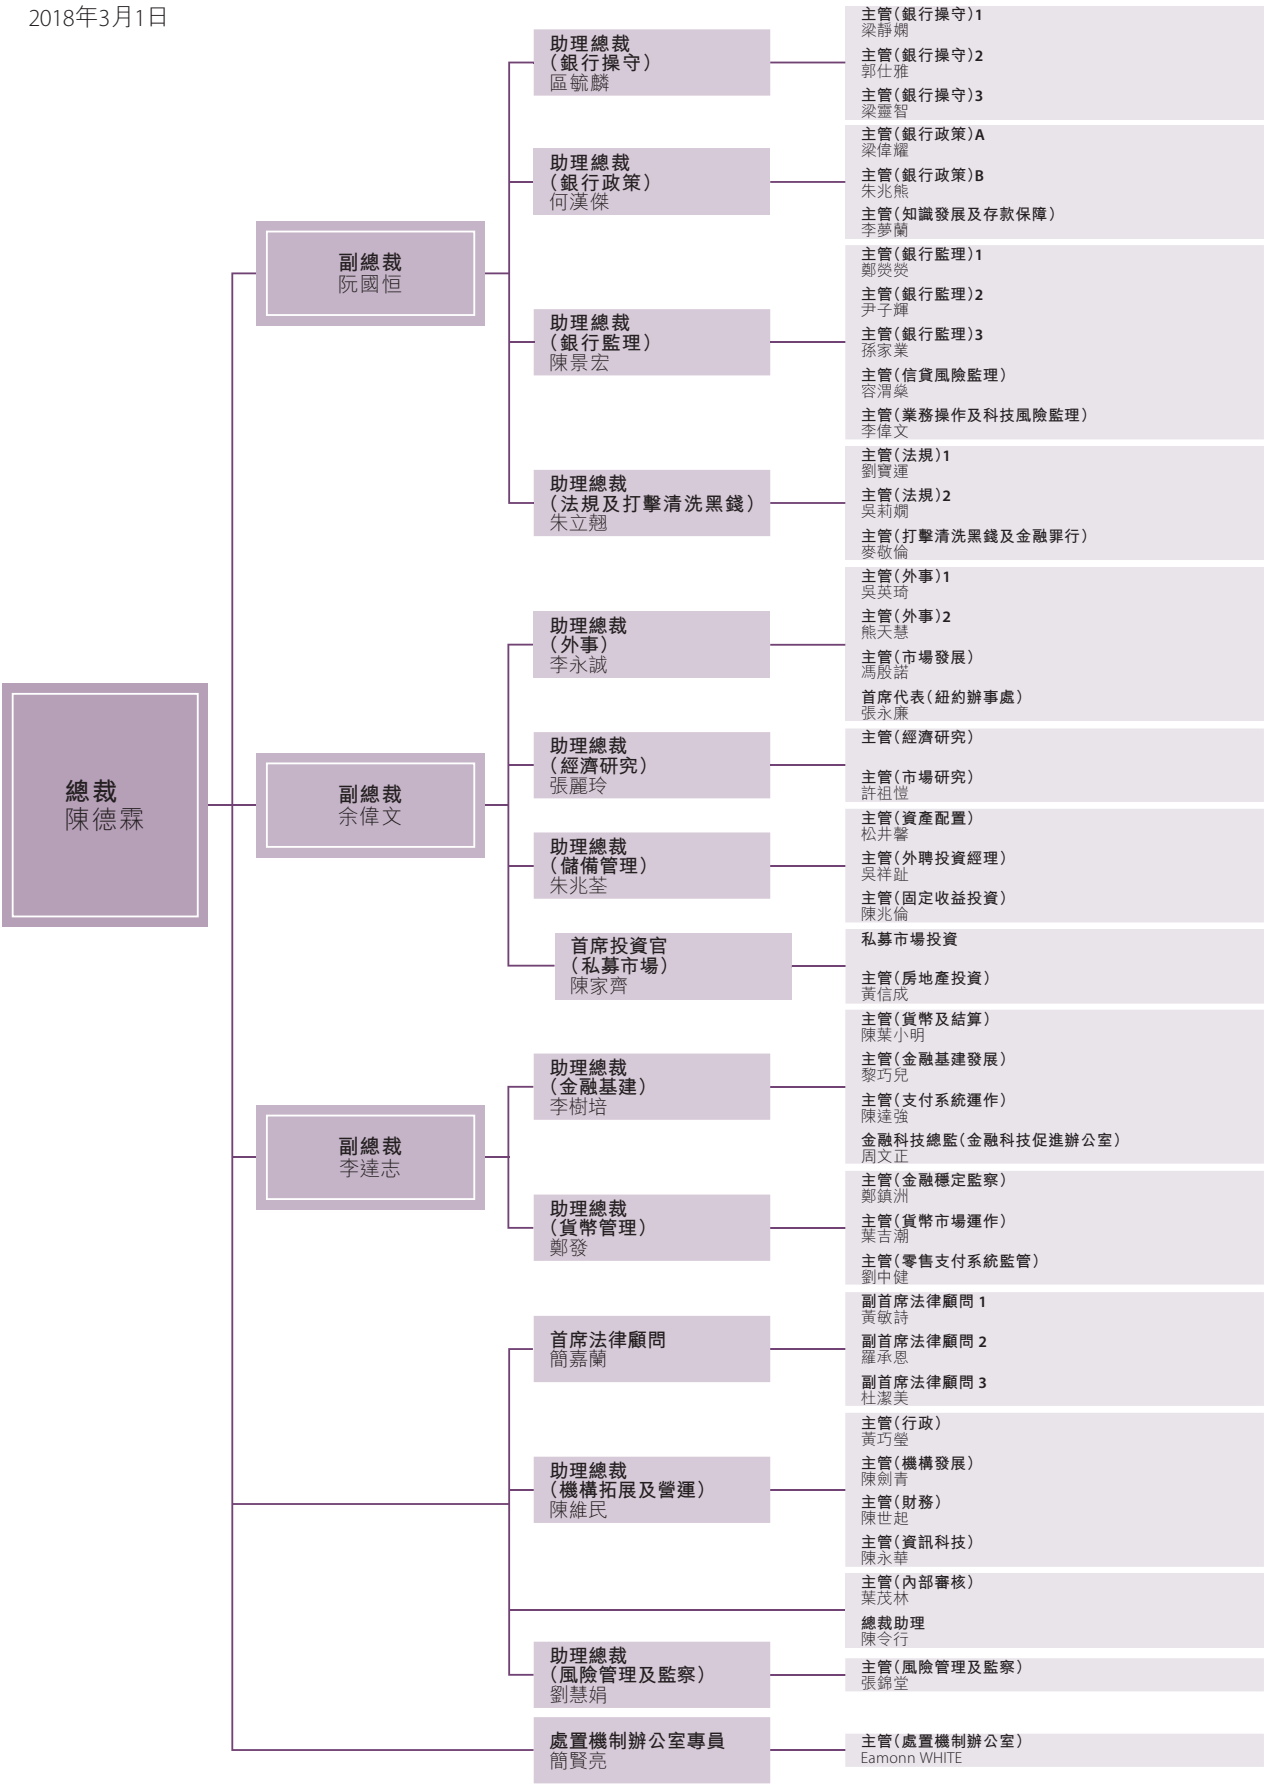 2018年3月1日
總裁
陳德霖
副總裁
阮國恒
助理總裁
（銀行操守）
區毓麟
主管（銀行操守）1
梁靜嫻
主管（銀行操守）2
郭仕雅
主管（銀行操守）3
梁靈智
助理總裁
（銀行政策）
何漢傑
主管（銀行政策）A
梁偉耀
主管（銀行政策）B
朱兆熊
主管（知識發展及存款保障）
李夢蘭
助理總裁
（銀行監理）
陳景宏
主管（銀行監理）1
鄭熒熒
主管（銀行監理）2
尹子輝
主管（銀行監理）3
孫家業
主管（信貸風險監理）
容渭燊
主管（業務操作及科技風險監理）
李偉文
助理總裁
（法規及打擊清洗黑錢）
朱立翹
主管（法規）1
劉寶運
主管（法規）2
吳莉嫻
主管（打擊清洗黑錢及金融罪行）
麥敬倫
副總裁
余偉文
助理總裁
（外事）
李永誠
主管（外事）1
吳英琦
主管（外事）2
熊天慧
主管（市場發展）
馮殷諾
首席代表（紐約辦事處）
張永廉
助理總裁
（經濟研究）
張麗玲
主管（經濟研究）
主管（市場研究）
許祖愷
助理總裁
（儲備管理）
朱兆荃
主管（資產配置）
松井馨
主管（外聘投資經理）
吳祥趾
主管（固定收益投資）
陳兆倫
首席投資官
（私募市場）
陳家齊
私募市場投資
主管（房地產投資）
黃信成
副總裁
李達志
助理總裁
（金融基建）
李樹培
主管（貨幣及結算）
陳葉小明
主管（金融基建發展）
黎巧兒
主管（支付系統運作）
陳達強
金融科技總監（金融科技促進辦公室）
周文正
助理總裁
（貨幣管理）
鄭發
主管（金融穩定監察）
鄭鎮洲
主管（貨幣市場運作）
葉吉潮
主管（零售支付系統監管）
劉中健
首席法律顧問
簡嘉蘭
副首席法律顧問 1
黃敏詩
副首席法律顧問 2
羅承恩
副首席法律顧問 3
杜潔美
助理總裁
（機構拓展及營運）
陳維民
主管（行政）
黃巧瑩
主管（機構發展）
陳劍青
主管（財務）
陳世起
主管（資訊科技）
陳永華
主管（內部審核）
葉茂林
總裁助理
陳令行
助理總裁
（風險管理及監察）
劉慧娟
主管（風險管理及監察）
張錦堂
處置機制辦公室專員
簡賢亮
主管（處置機制辦公室）
Eamonn WHITE